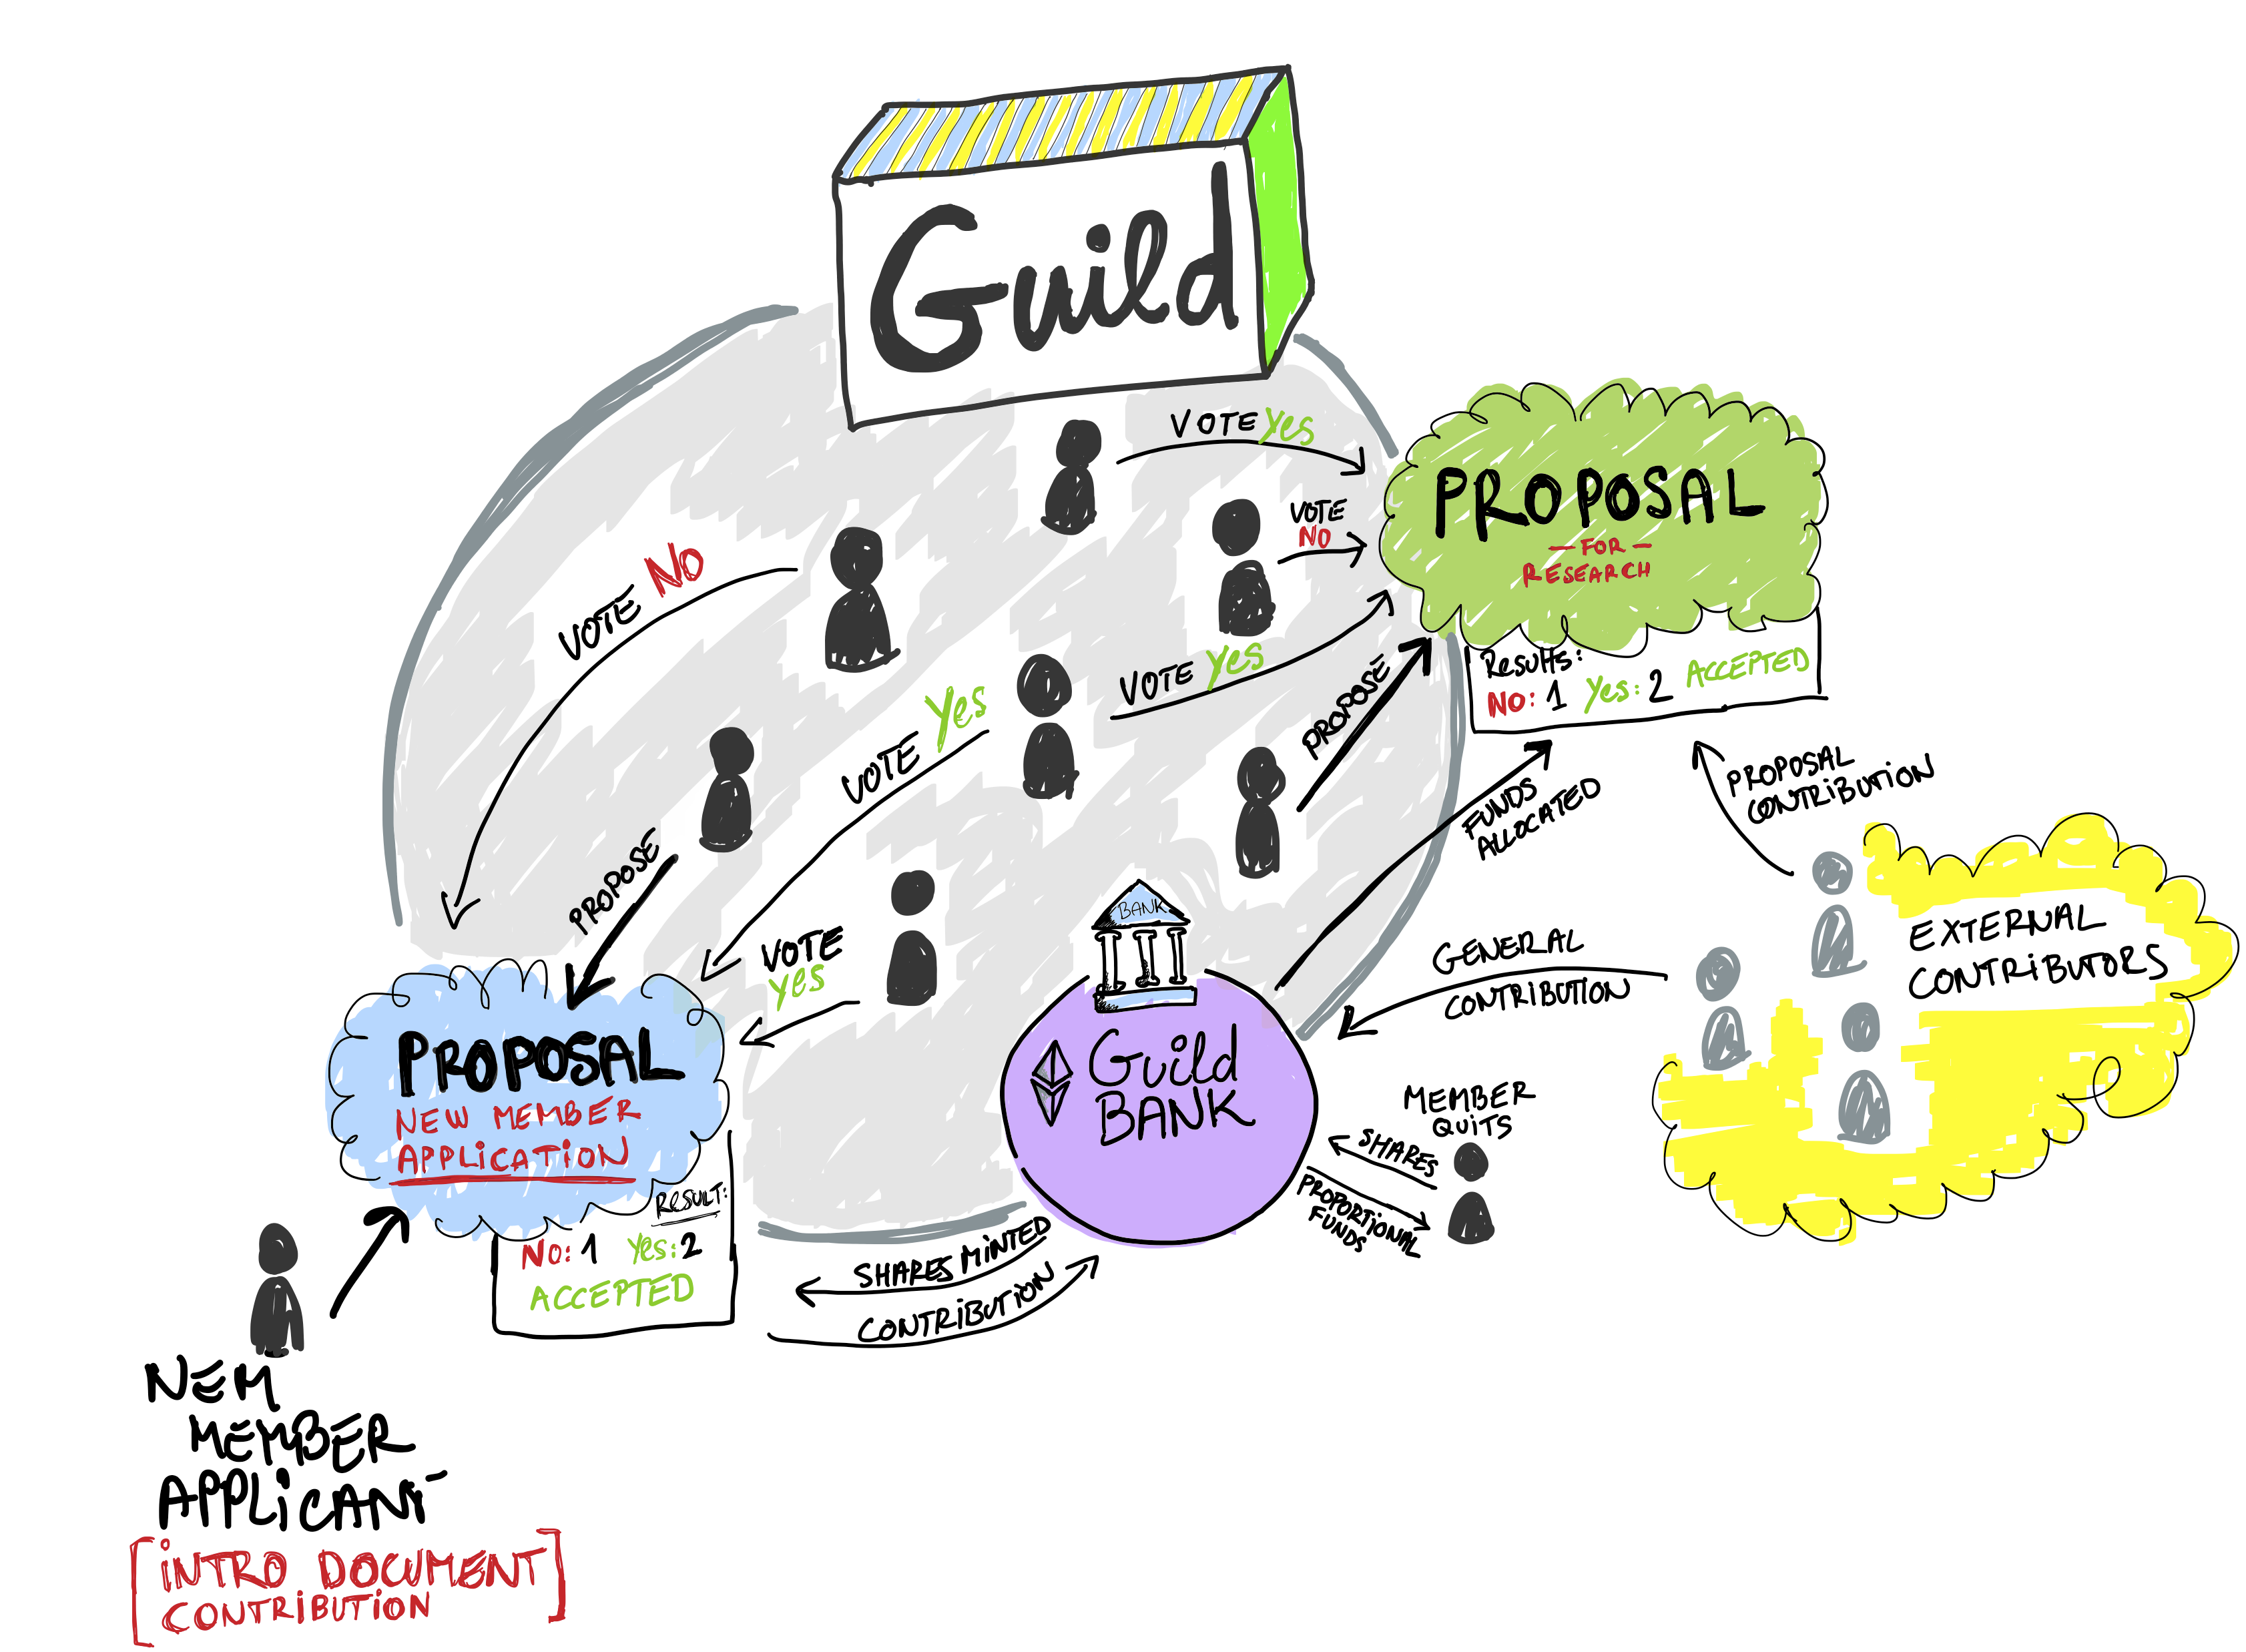 Guild
VOTE Yes
VOTE
NO
PROPOSAL
— FOR —
RESEARCH
Results:
NO: 1 Yes: 2 ACCEPTED
VOTE NO
VOTE Yes
VOTE Yes
PROPOSE
PROPOSE
VOTE
yes
FUNDS
ALLOCATED
PROPOSAL
CONTRIBUTION
EXTERNAL
CONTRIBUTORS
GENERAL
CONTRIBUTION
BANK
Guild
BANK
MEMBER
QUITS
SHARES
PROPORTIONAL
FUNDS
PROPOSAL
NEW MEMBER
APPLICATION
RESULT:
NO: 1 Yes: 2
ACCEPTED
SHARES MINTED
CONTRIBUTION
NEM
MEMBER
APPLICANT
[INTRO DOCUMENT
CONTRIBUTION]